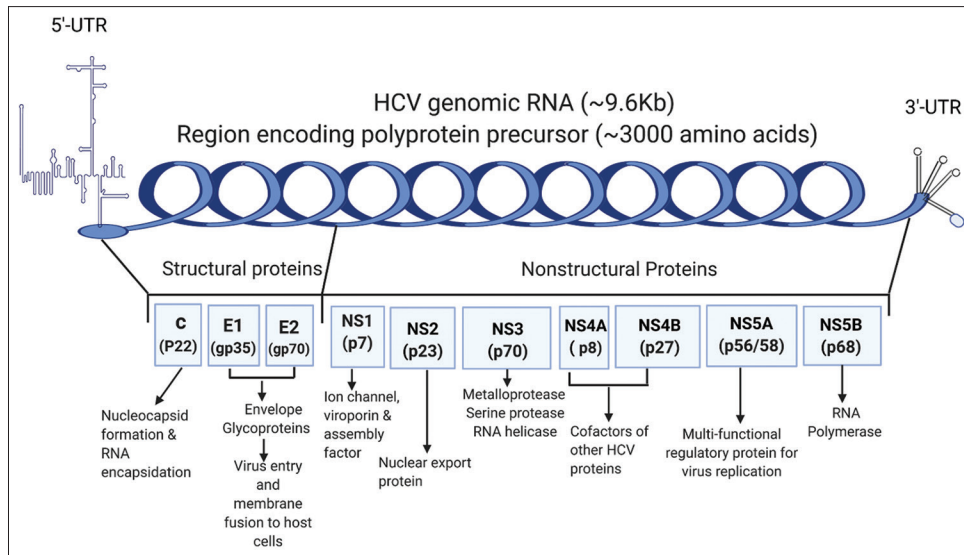 5'-UTR
HCV genomic RNA (~9.6Kb)
Region encoding polyprotein precursor (~3000 amino acids)
3'-UTR
Structural proteins
Nonstructural Proteins
C
(P22)
E1
(gp35)
E2
(gp70)
NS1
(p7)
NS2
(p23)
NS3
(p70)
NS4A
( p8)
NS4B
(p27)
NS5A
(p56/58)
NS5B
(p68)
Nucleocapsid
formation &
RNA
encapsidation
Envelope
Glycoproteins
Virus entry
and
membrane
fusion to host
cells
Ion channel,
viroporin &
assembly
factor
Nuclear export
protein
Metalloprotease
Serine protease
RNA helicase
Cofactors of
other HCV
proteins
Multi-functional
regulatory protein for
virus replication
RNA
Polymerase